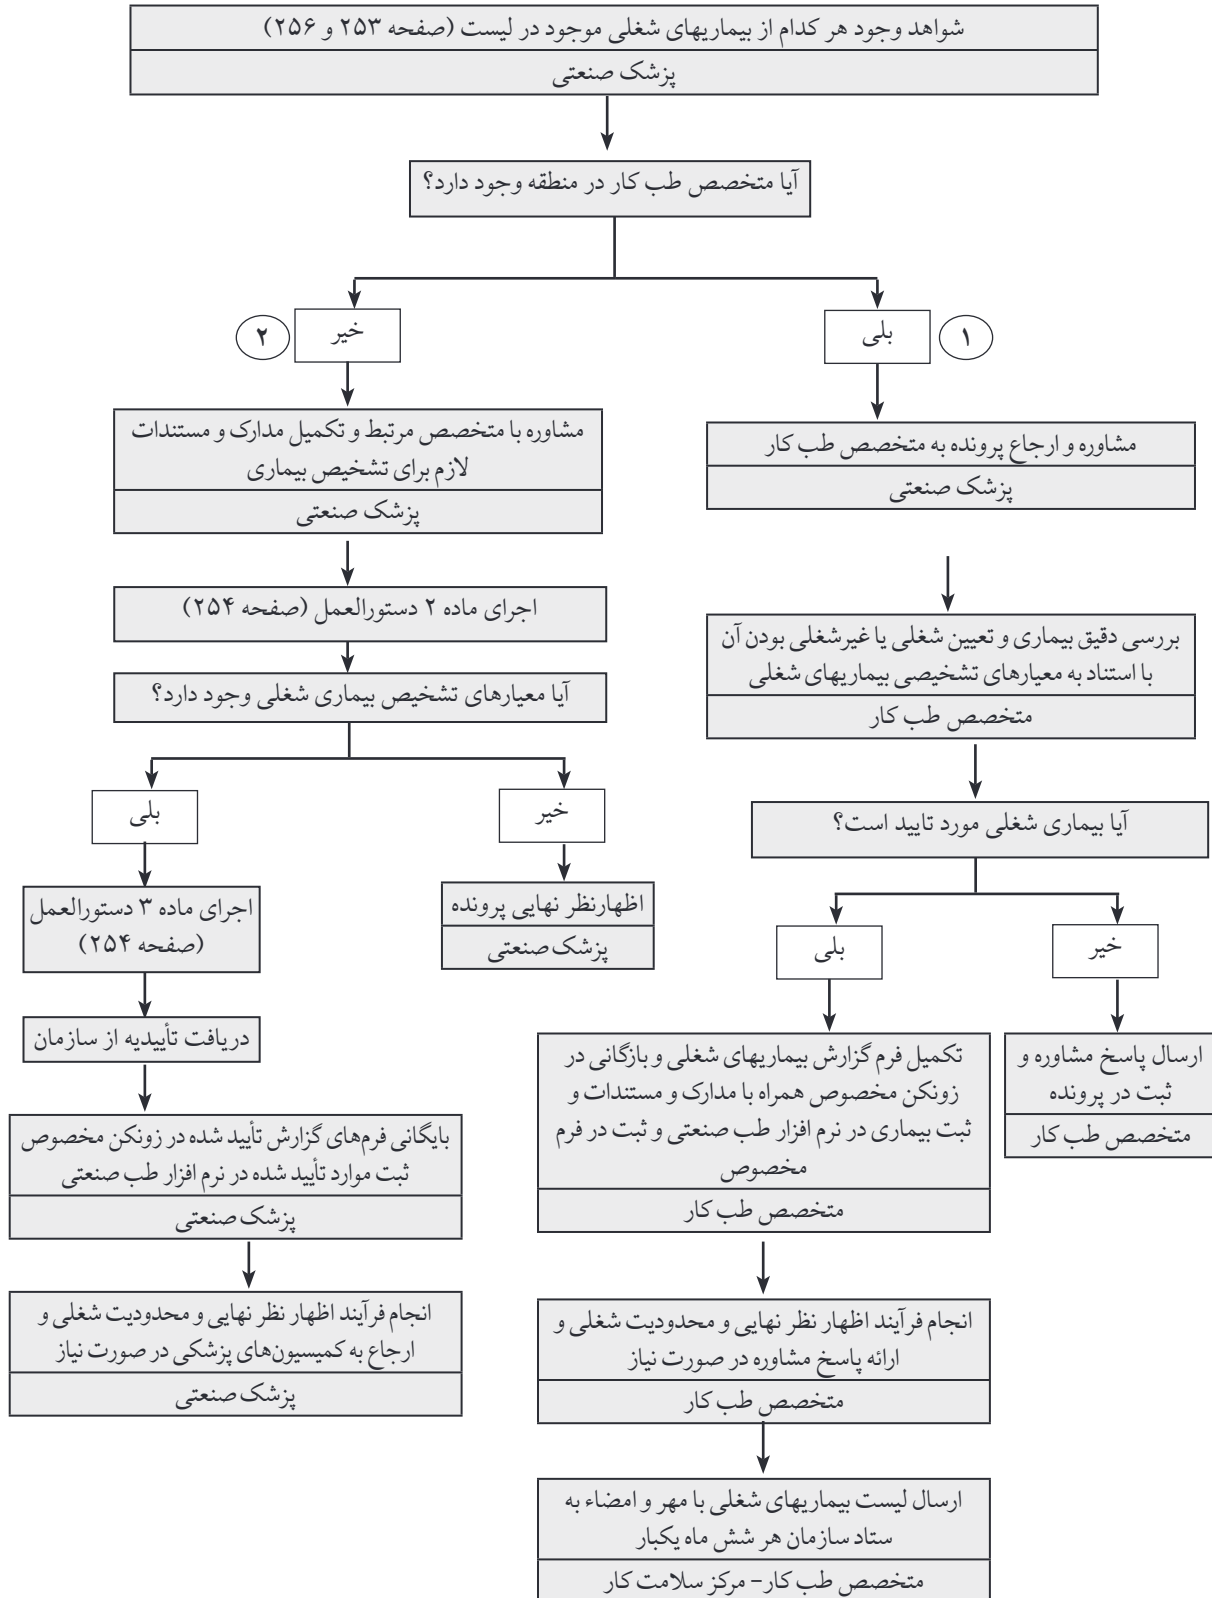 شواهد وجود هر کدام از بیماریهای شغلی موجود در لیست (صفحه ۲۵۳ و ۲۵۶)
پزشک صنعتی
آیا متخصص طب کار در منطقه وجود دارد؟
۱
بلی
مشاوره و ارجاع پرونده به متخصص طب کار
پزشک صنعتی
بررسی دقیق بیماری و تعیین شغلی یا غیرشغلی بودن آن
با استناد به معیارهای تشخیصی بیماریهای شغلی
متخصص طب کار
آیا بیماری شغلی مورد تایید است؟
خیر
ارسال پاسخ مشاوره و
ثبت در پرونده
متخصص طب کار
بلی
تکمیل فرم گزارش بیماریهای شغلی و بازگانی در
زونکن مخصوص همراه با مدارک و مستندات و
ثبت بیماری در نرم افزار طب صنعتی و ثبت در فرم
مخصوص
متخصص طب کار
انجام فرآیند اظهار نظر نهایی و محدودیت شغلی و
ارائه پاسخ مشاوره در صورت نیاز
متخصص طب کار
ارسال لیست بیماریهای شغلی با مهر و امضاء به
ستاد سازمان هر شش ماه یکبار
متخصص طب کار- مرکز سلامت کار
خیر
۲
مشاوره با متخصص مرتبط و تکمیل مدارک و مستندات
لازم برای تشخیص بیماری
پزشک صنعتی
اجرای ماده ۲ دستورالعمل (صفحه ۲۵۴)
آیا معیارهای تشخیص بیماری شغلی وجود دارد؟
خیر
اظهارنظر نهایی پرونده
پزشک صنعتی
بلی
اجرای ماده ۳ دستورالعمل
(صفحه ۲۵۴)
دریافت تأییدیه از سازمان
بایگانی فرم‌های گزارش تأیید شده در زونکن مخصوص
ثبت موارد تأیید شده در نرم افزار طب صنعتی
پزشک صنعتی
انجام فرآیند اظهار نظر نهایی و محدودیت شغلی و
ارجاع به کمیسیون‌های پزشکی در صورت نیاز
پزشک صنعتی